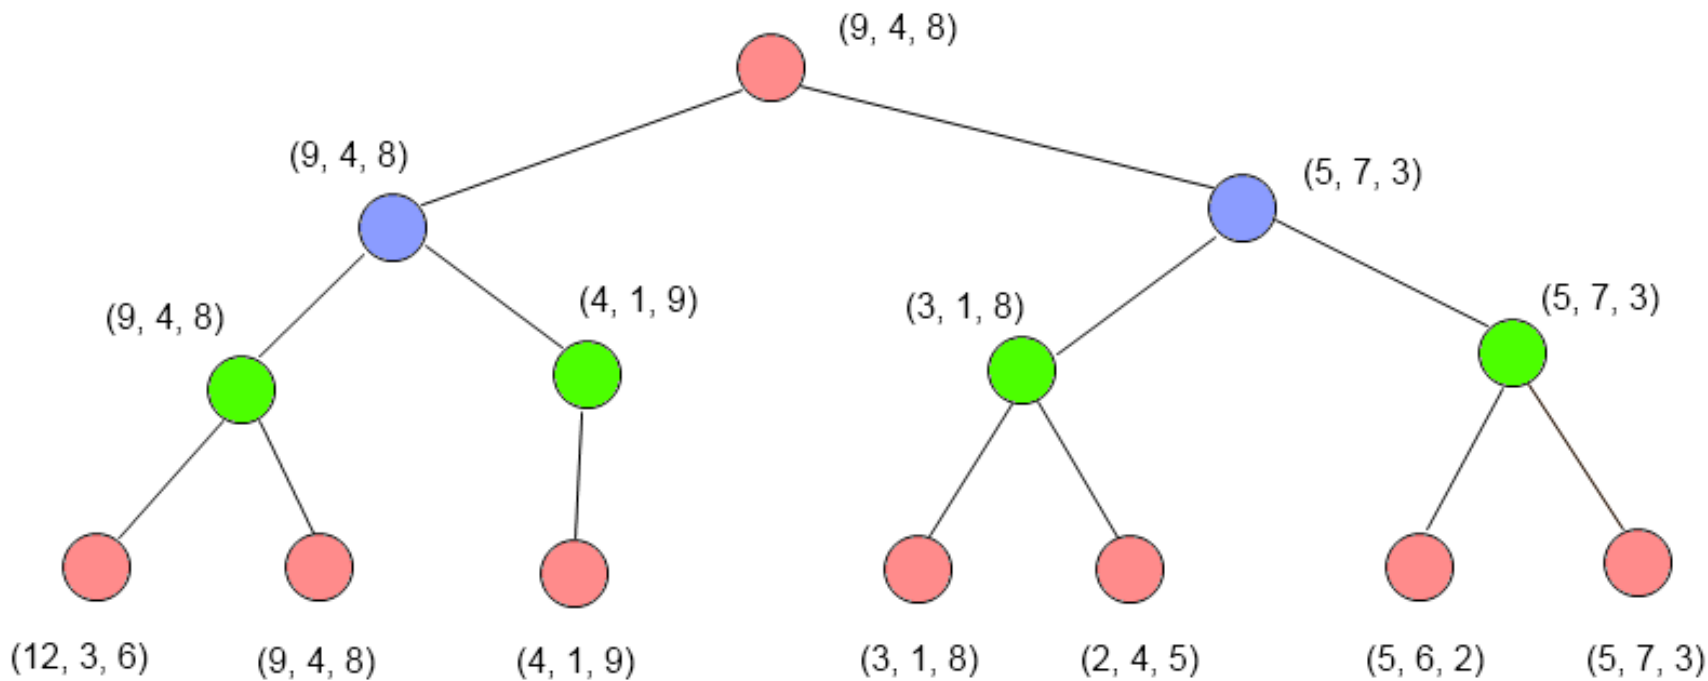 (9, 4, 8)
(9, 4, 8)
(5, 7, 3)
(9, 4, 8)
(4, 1, 9)
(3, 1, 8)
(5, 7, 3)
(12, 3, 6)
(9, 4, 8)
(4, 1, 9)
(3, 1, 8)
(2, 4, 5)
(5, 6, 2)
(5, 7, 3)